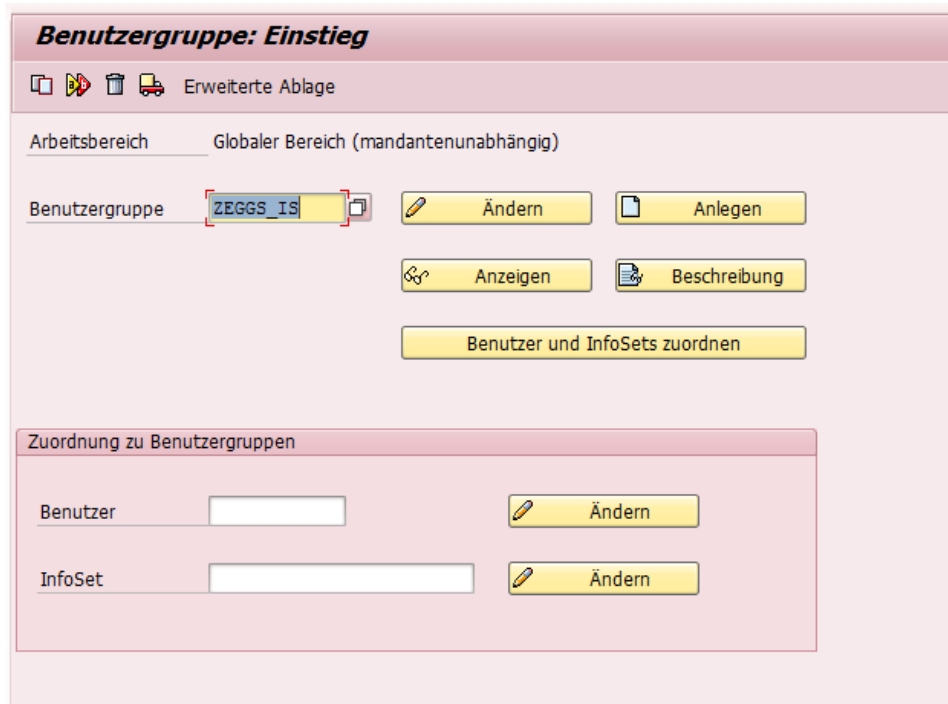 Benutzergruppe: Einstieg
Erweiterte Ablage
Arbeitsbereich Globaler Bereich (mandantenunabhängig)
Benutzergruppe ZEGGS_IS Ändern Anlegen
Anzeigen Beschreibung
Benutzer und InfoSets zuordnen
Zuordnung zu Benutzergruppen
Benutzer Ändern
InfoSet Ändern